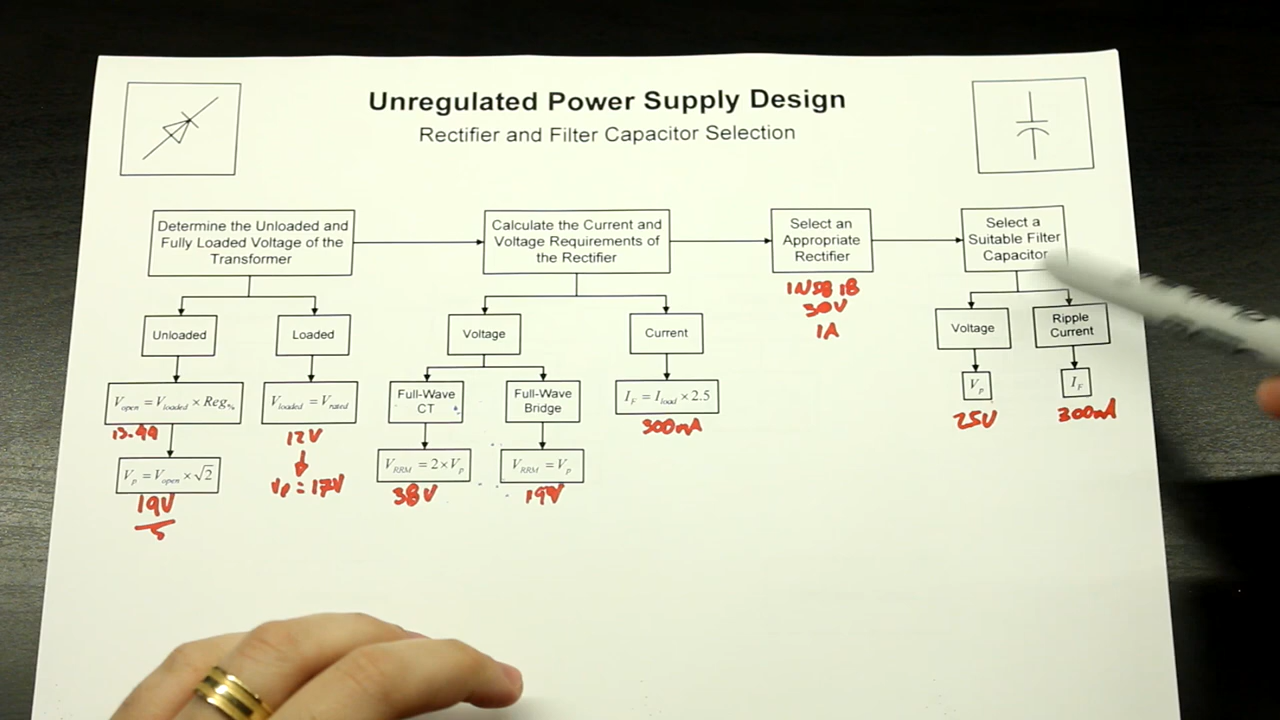 Unregulated Power Supply Design
Rectifier and Filter Capacitor Selection
Determine the Unloaded and
Fully Loaded Voltage of the
Transformer
Calculate the Current and
Voltage Requirements of
the Rectifier
Select an
Appropriate
Rectifier
1N5818
30V
1A
Select a
Suitable Filter
Capacitor
Unloaded
Loaded
Voltage
Current
Voltage
Ripple
Current
V_open = V_loaded × Reg_%
13.44
V_p = V_open × √2
19V
V_loaded = V_rated
12V
Vp = 17V
Full-Wave
CT
V_RRM = 2 × V_p
38V
Full-Wave
Bridge
V_RRM = V_p
19V
I_F = I_load × 2.5
300mA
V_p
25V
I_F
300mA